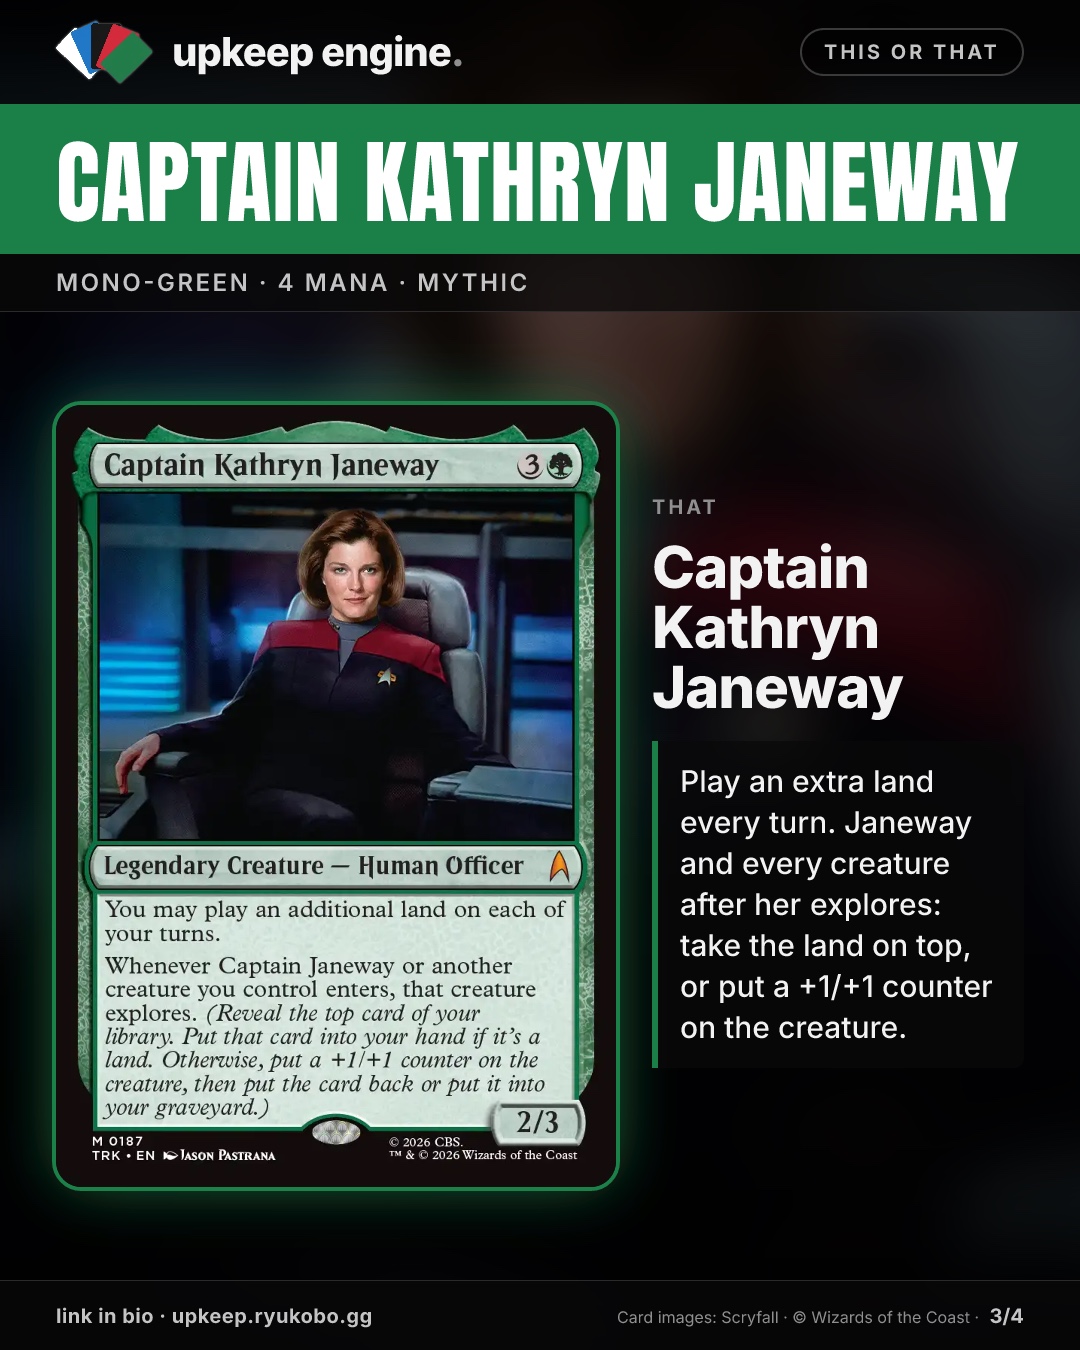 upkeep engine.
THIS OR THAT
CAPTAIN KATHRYN JANEWAY
MONO-GREEN · 4 MANA · MYTHIC
Captain Kathryn Janeway
3
Legendary Creature — Human Officer
You may play an additional land on each of
your turns.
Whenever Captain Janeway or another
creature you control enters, that creature
explores. (Reveal the top card of your
library. Put that card into your hand if it's a
land. Otherwise, put a +1/+1 counter on the
creature, then put the card back or put it into
your graveyard.)
2/3
M 0187
TRK • EN Jason Pastrana
© 2026 CBS.
™ & © 2026 Wizards of the Coast
THAT
Captain
Kathryn
Janeway
Play an extra land
every turn. Janeway
and every creature
after her explores:
take the land on top,
or put a +1/+1 counter
on the creature.
link in bio · upkeep.ryukobo.gg
Card images: Scryfall · © Wizards of the Coast · 3/4